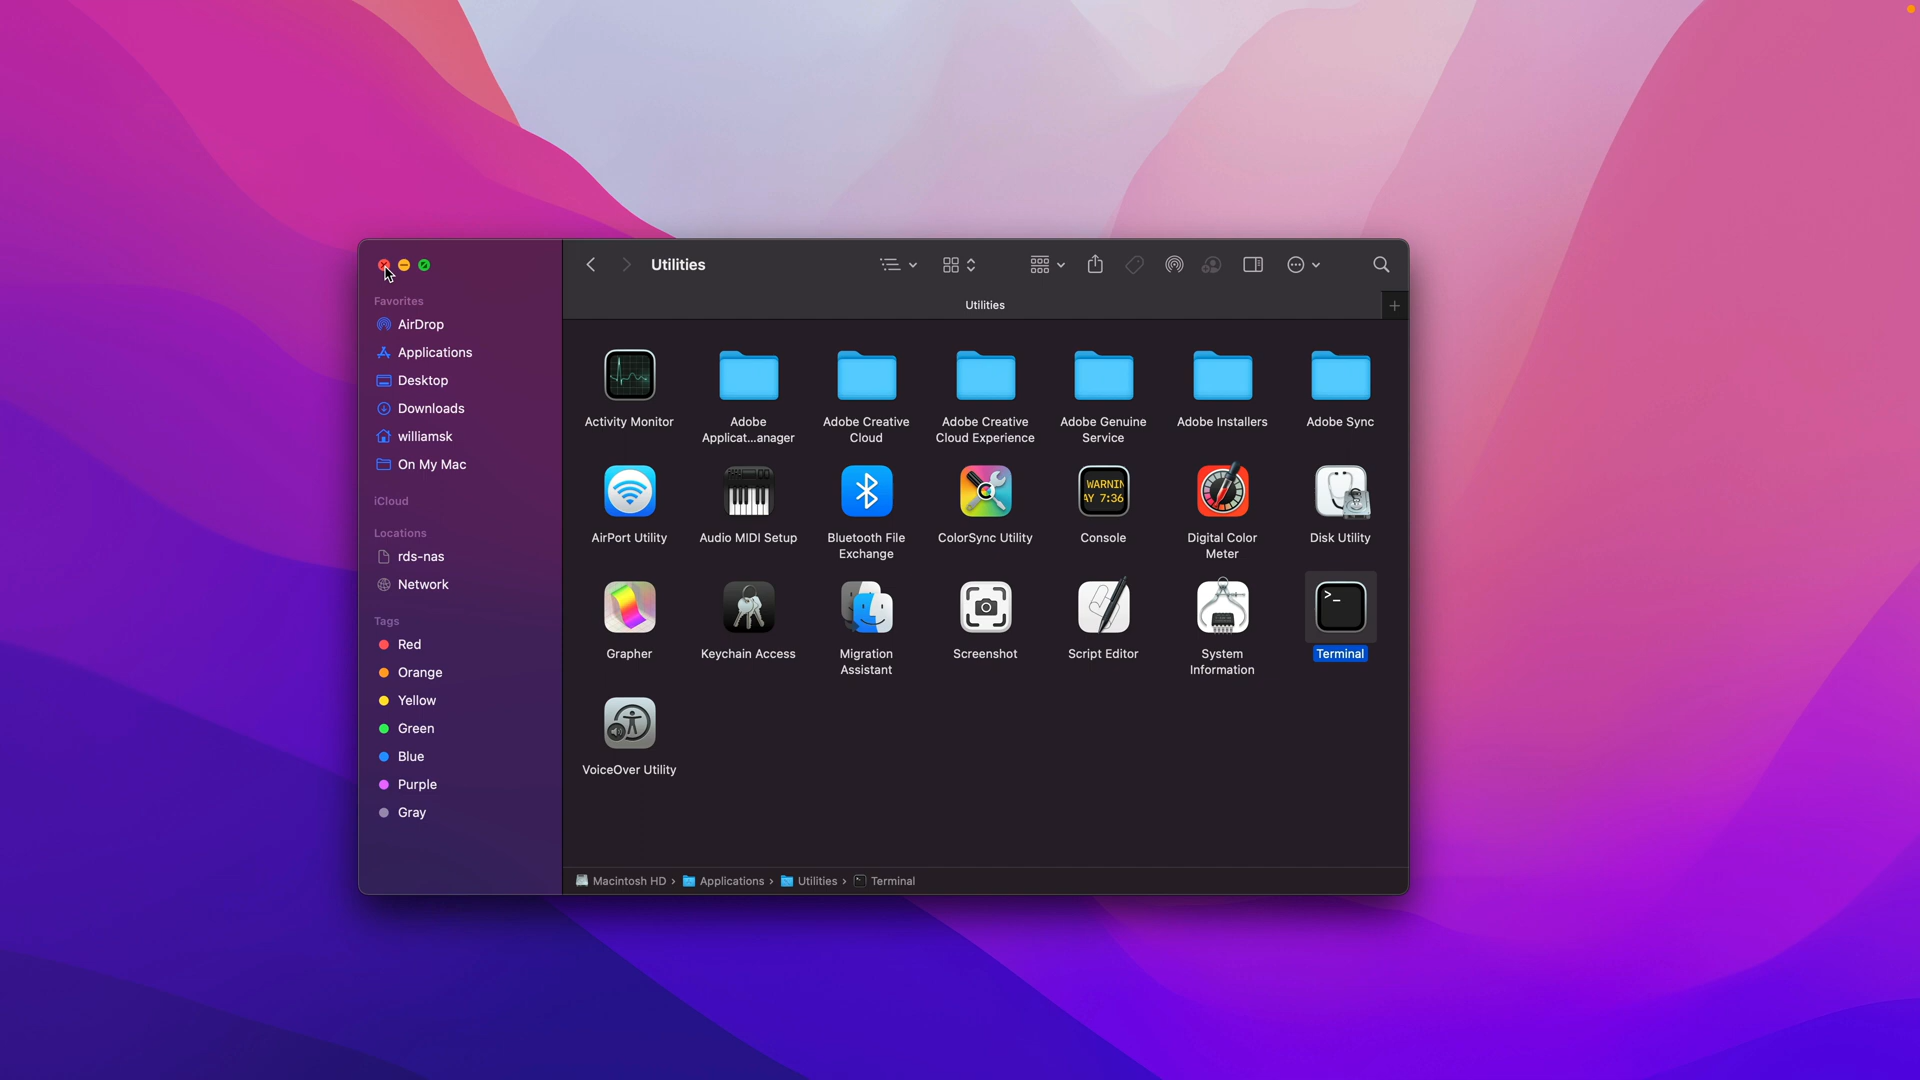 Utilities
Utilities
Favorites
AirDrop
Applications
Desktop
Downloads
williamsk
On My Mac
iCloud
Locations
rds-nas
Network
Tags
Red
Orange
Yellow
Green
Blue
Purple
Gray
Activity Monitor
Adobe
Applicat...anager
Adobe Creative
Cloud
Adobe Creative
Cloud Experience
Adobe Genuine
Service
Adobe Installers
Adobe Sync
AirPort Utility
Audio MIDI Setup
Bluetooth File
Exchange
ColorSync Utility
WARNIN
AY 7:36
Console
Digital Color
Meter
Disk Utility
Grapher
Keychain Access
Migration
Assistant
Screenshot
Script Editor
System
Information
>_
Terminal
VoiceOver Utility
Macintosh HD › Applications › Utilities › Terminal